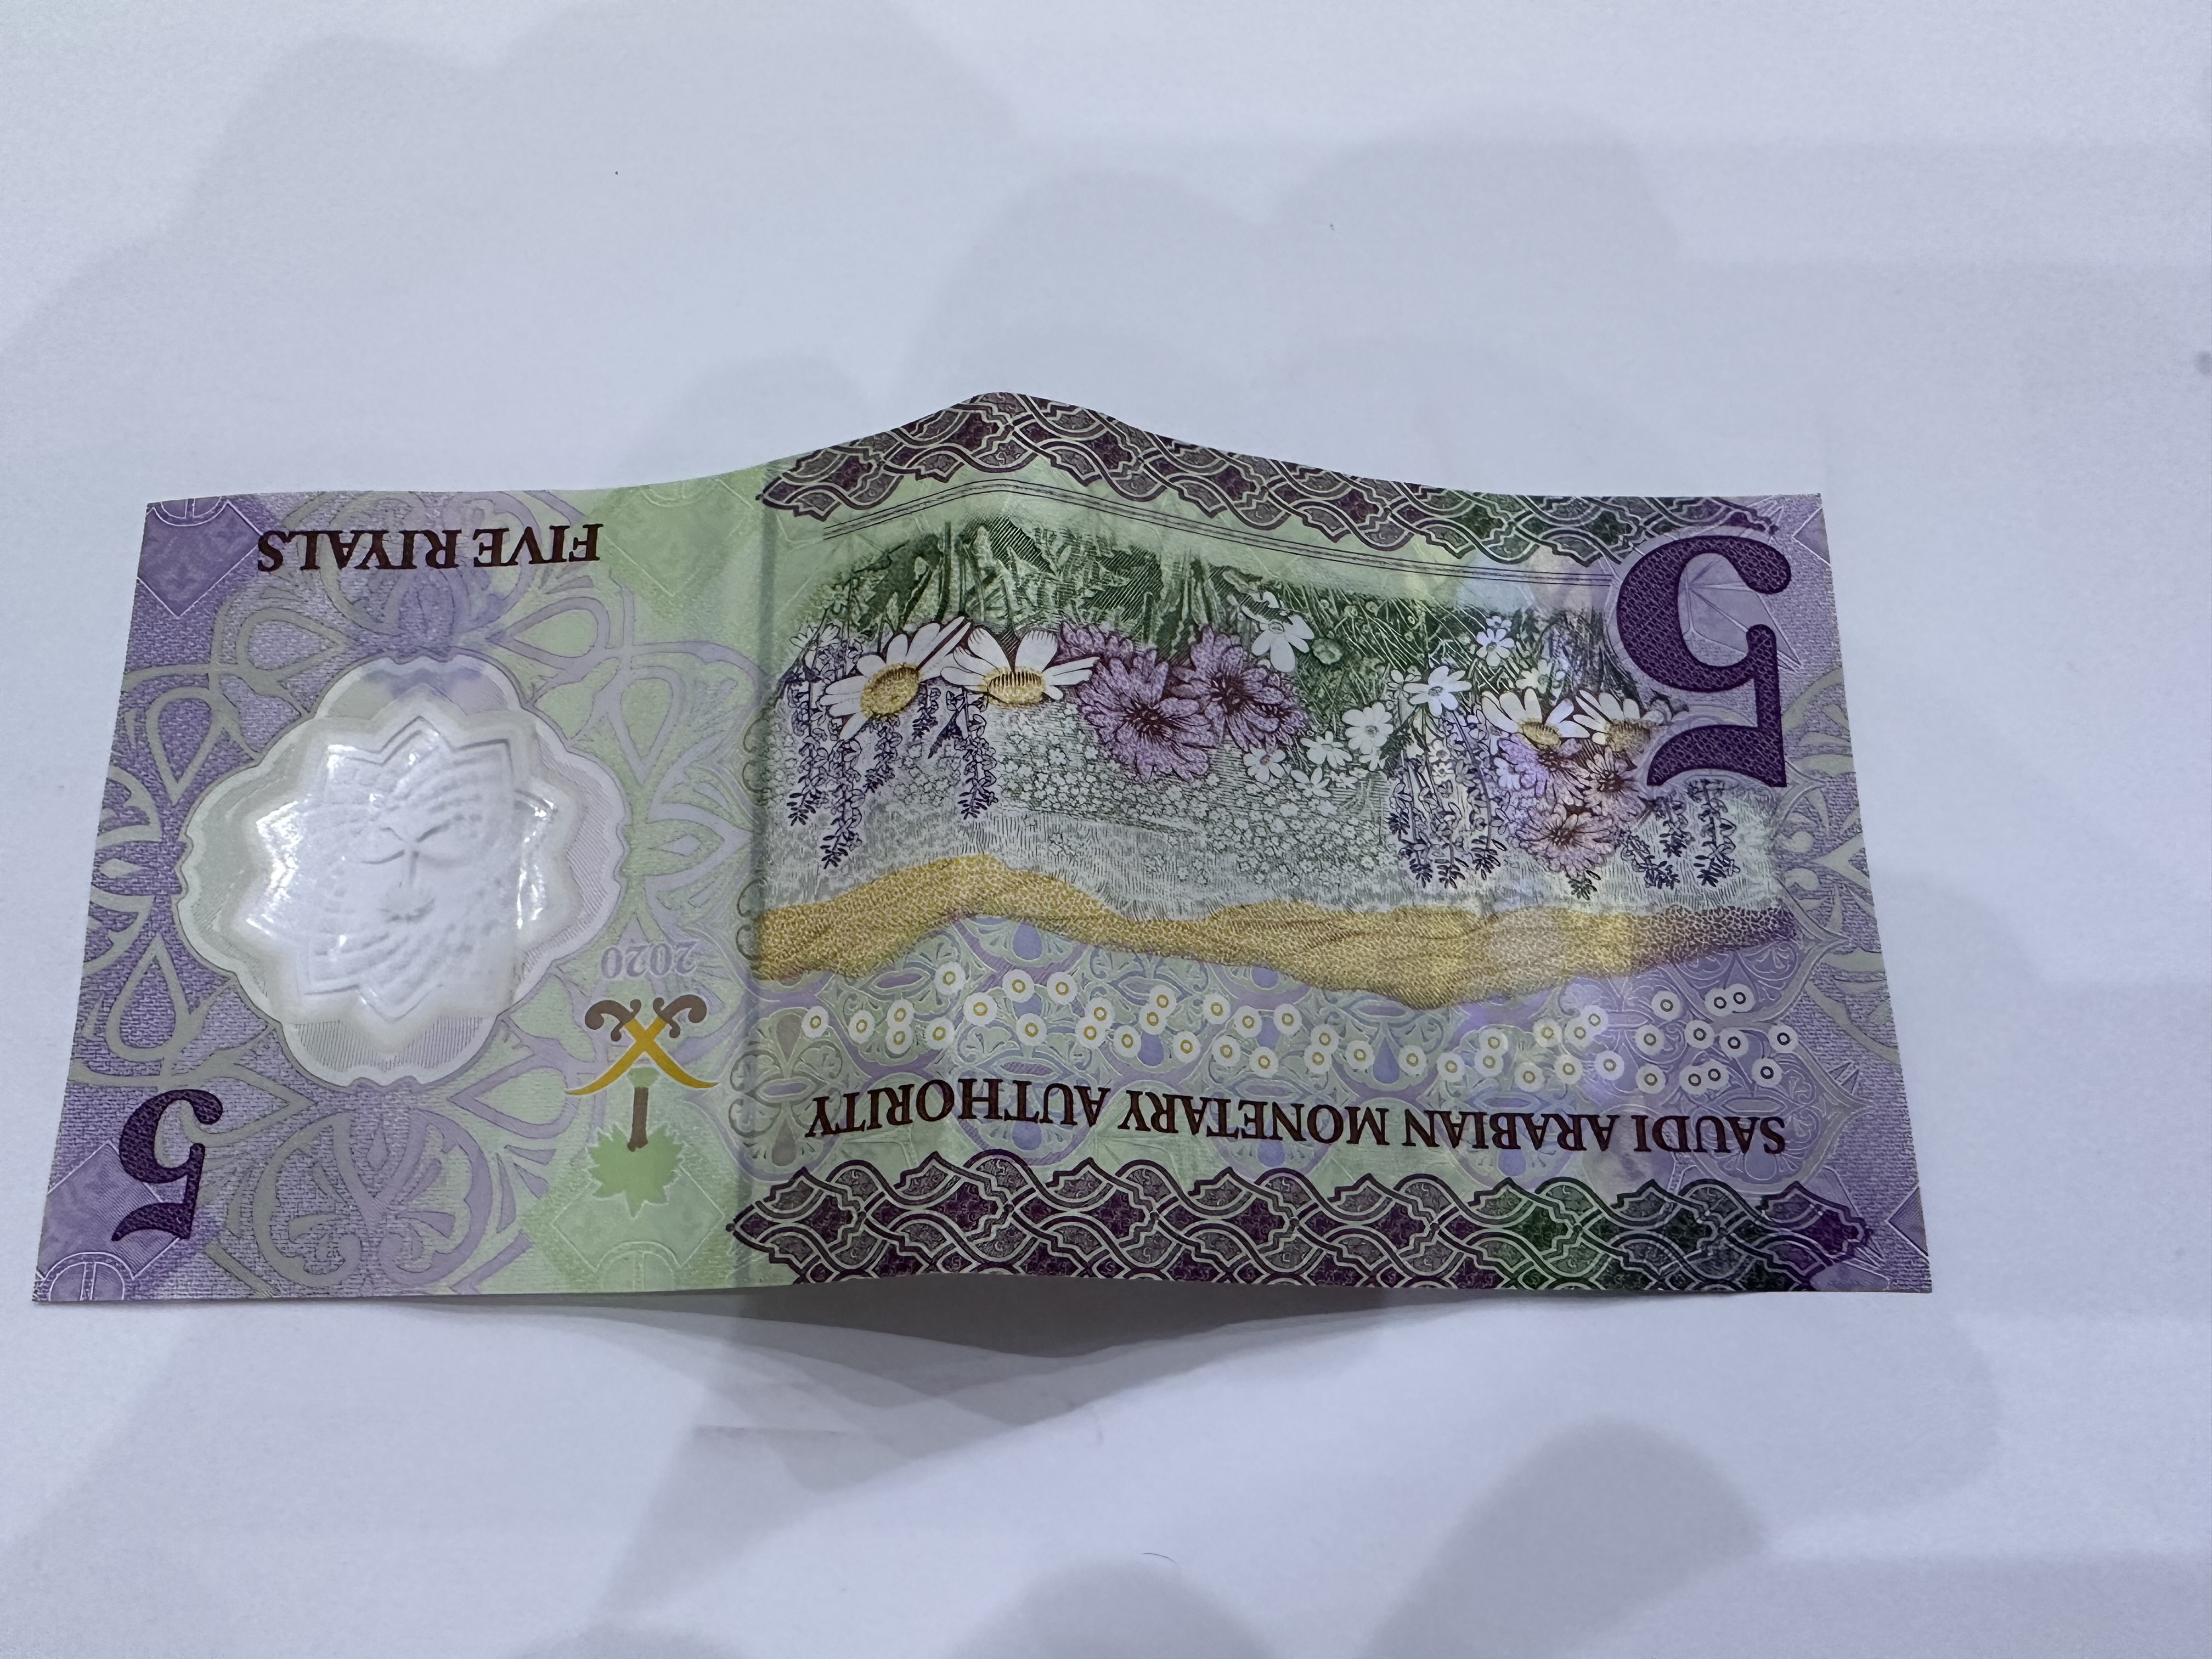 SAUDI ARABIAN MONETARY AUTHORITY
5
2020
5
FIVE RIYALS